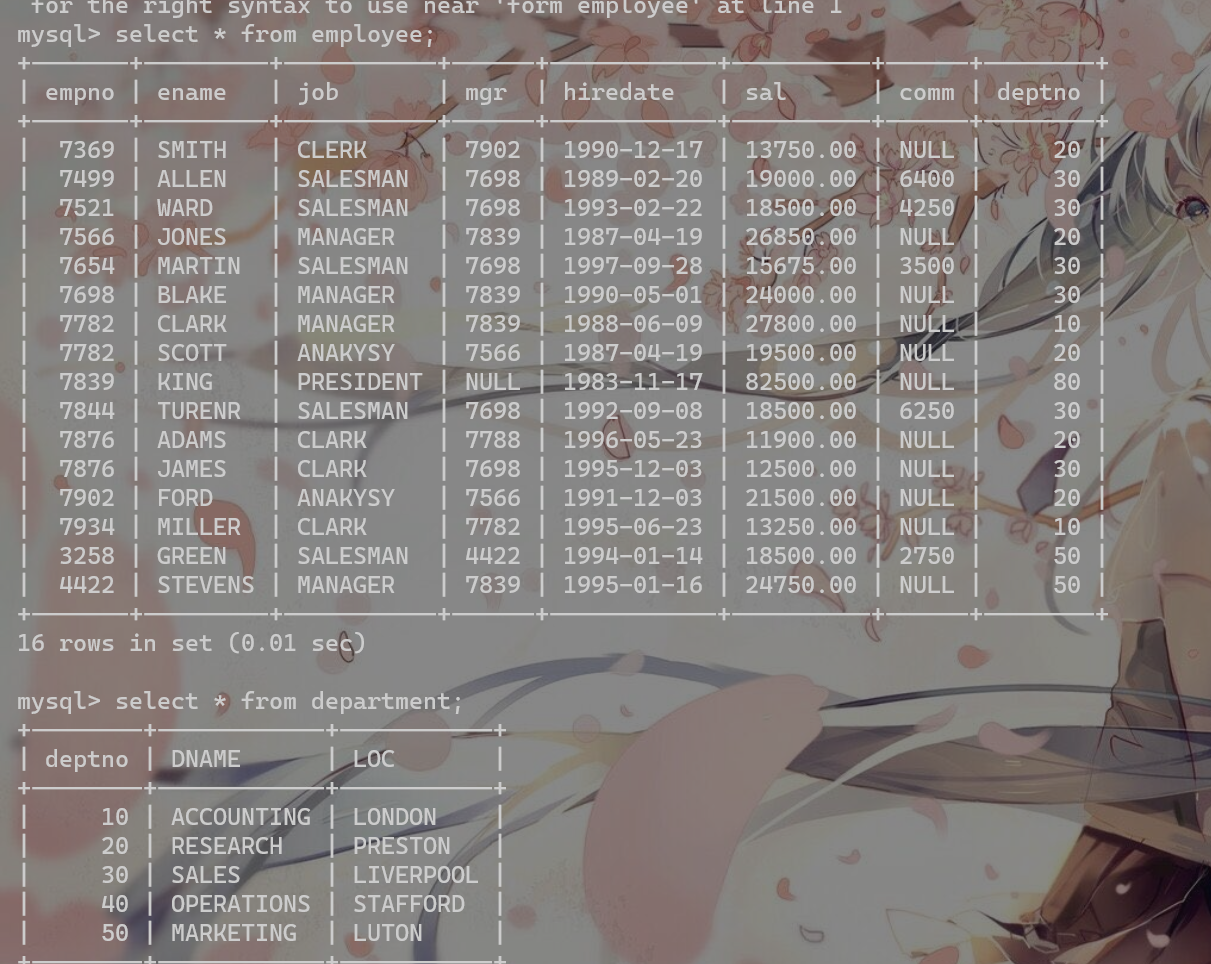 for the right syntax to use near 'form employee' at line 1
mysql> select * from employee;
+-------+---------+-----------+------+------------+----------+------+--------+
| empno | ename   | job       | mgr  | hiredate   | sal      | comm | deptno |
+-------+---------+-----------+------+------------+----------+------+--------+
|  7369 | SMITH   | CLERK     | 7902 | 1990-12-17 | 13750.00 | NULL |     20 |
|  7499 | ALLEN   | SALESMAN  | 7698 | 1989-02-20 | 19000.00 | 6400 |     30 |
|  7521 | WARD    | SALESMAN  | 7698 | 1993-02-22 | 18500.00 | 4250 |     30 |
|  7566 | JONES   | MANAGER   | 7839 | 1987-04-19 | 26850.00 | NULL |     20 |
|  7654 | MARTIN  | SALESMAN  | 7698 | 1997-09-28 | 15675.00 | 3500 |     30 |
|  7698 | BLAKE   | MANAGER   | 7839 | 1990-05-01 | 24000.00 | NULL |     30 |
|  7782 | CLARK   | MANAGER   | 7839 | 1988-06-09 | 27800.00 | NULL |     10 |
|  7782 | SCOTT   | ANAKYSY   | 7566 | 1987-04-19 | 19500.00 | NULL |     20 |
|  7839 | KING    | PRESIDENT | NULL | 1983-11-17 | 82500.00 | NULL |     80 |
|  7844 | TURENR  | SALESMAN  | 7698 | 1992-09-08 | 18500.00 | 6250 |     30 |
|  7876 | ADAMS   | CLARK     | 7788 | 1996-05-23 | 11900.00 | NULL |     20 |
|  7876 | JAMES   | CLARK     | 7698 | 1995-12-03 | 12500.00 | NULL |     30 |
|  7902 | FORD    | ANAKYSY   | 7566 | 1991-12-03 | 21500.00 | NULL |     20 |
|  7934 | MILLER  | CLARK     | 7782 | 1995-06-23 | 13250.00 | NULL |     10 |
|  3258 | GREEN   | SALESMAN  | 4422 | 1994-01-14 | 18500.00 | 2750 |     50 |
|  4422 | STEVENS | MANAGER   | 7839 | 1995-01-16 | 24750.00 | NULL |     50 |
+-------+---------+-----------+------+------------+----------+------+--------+
16 rows in set (0.01 sec)
mysql> select * from department;
+--------+------------+-----------+
| deptno | DNAME      | LOC       |
+--------+------------+-----------+
|     10 | ACCOUNTING | LONDON    |
|     20 | RESEARCH   | PRESTON   |
|     30 | SALES      | LIVERPOOL |
|     40 | OPERATIONS | STAFFORD  |
|     50 | MARKETING  | LUTON     |
+--------+------------+-----------+